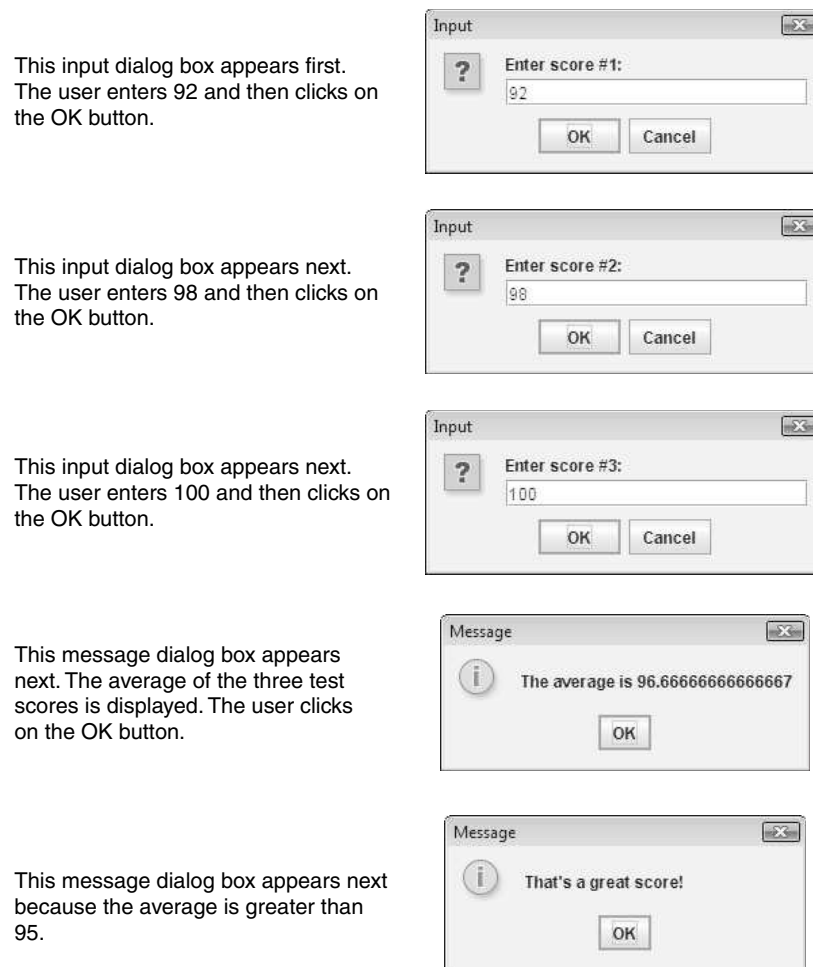 This input dialog box appears first.
The user enters 92 and then clicks on
the OK button.
Input
Enter score #1:
92
OK Cancel
This input dialog box appears next.
The user enters 98 and then clicks on
the OK button.
Input
Enter score #2:
98
OK Cancel
This input dialog box appears next.
The user enters 100 and then clicks on
the OK button.
Input
Enter score #3:
100
OK Cancel
This message dialog box appears
next. The average of the three test
scores is displayed. The user clicks
on the OK button.
Message
The average is 96.66666666666667
OK
This message dialog box appears next
because the average is greater than
95.
Message
That's a great score!
OK